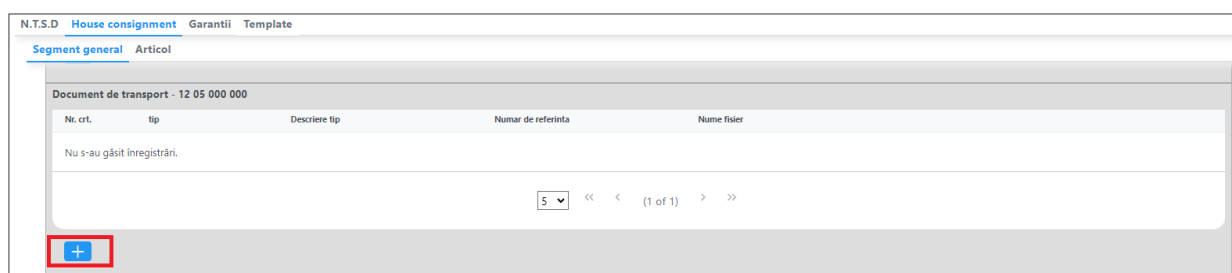 N.T.S.D House consignment Garantii Template
Segment general Articol
Document de transport - 12 05 000 000
Nr. crt. tip Descriere tip Numar de referinta Nume fisier
Nu s-au găsit înregistrări.
5 (1 of 1)